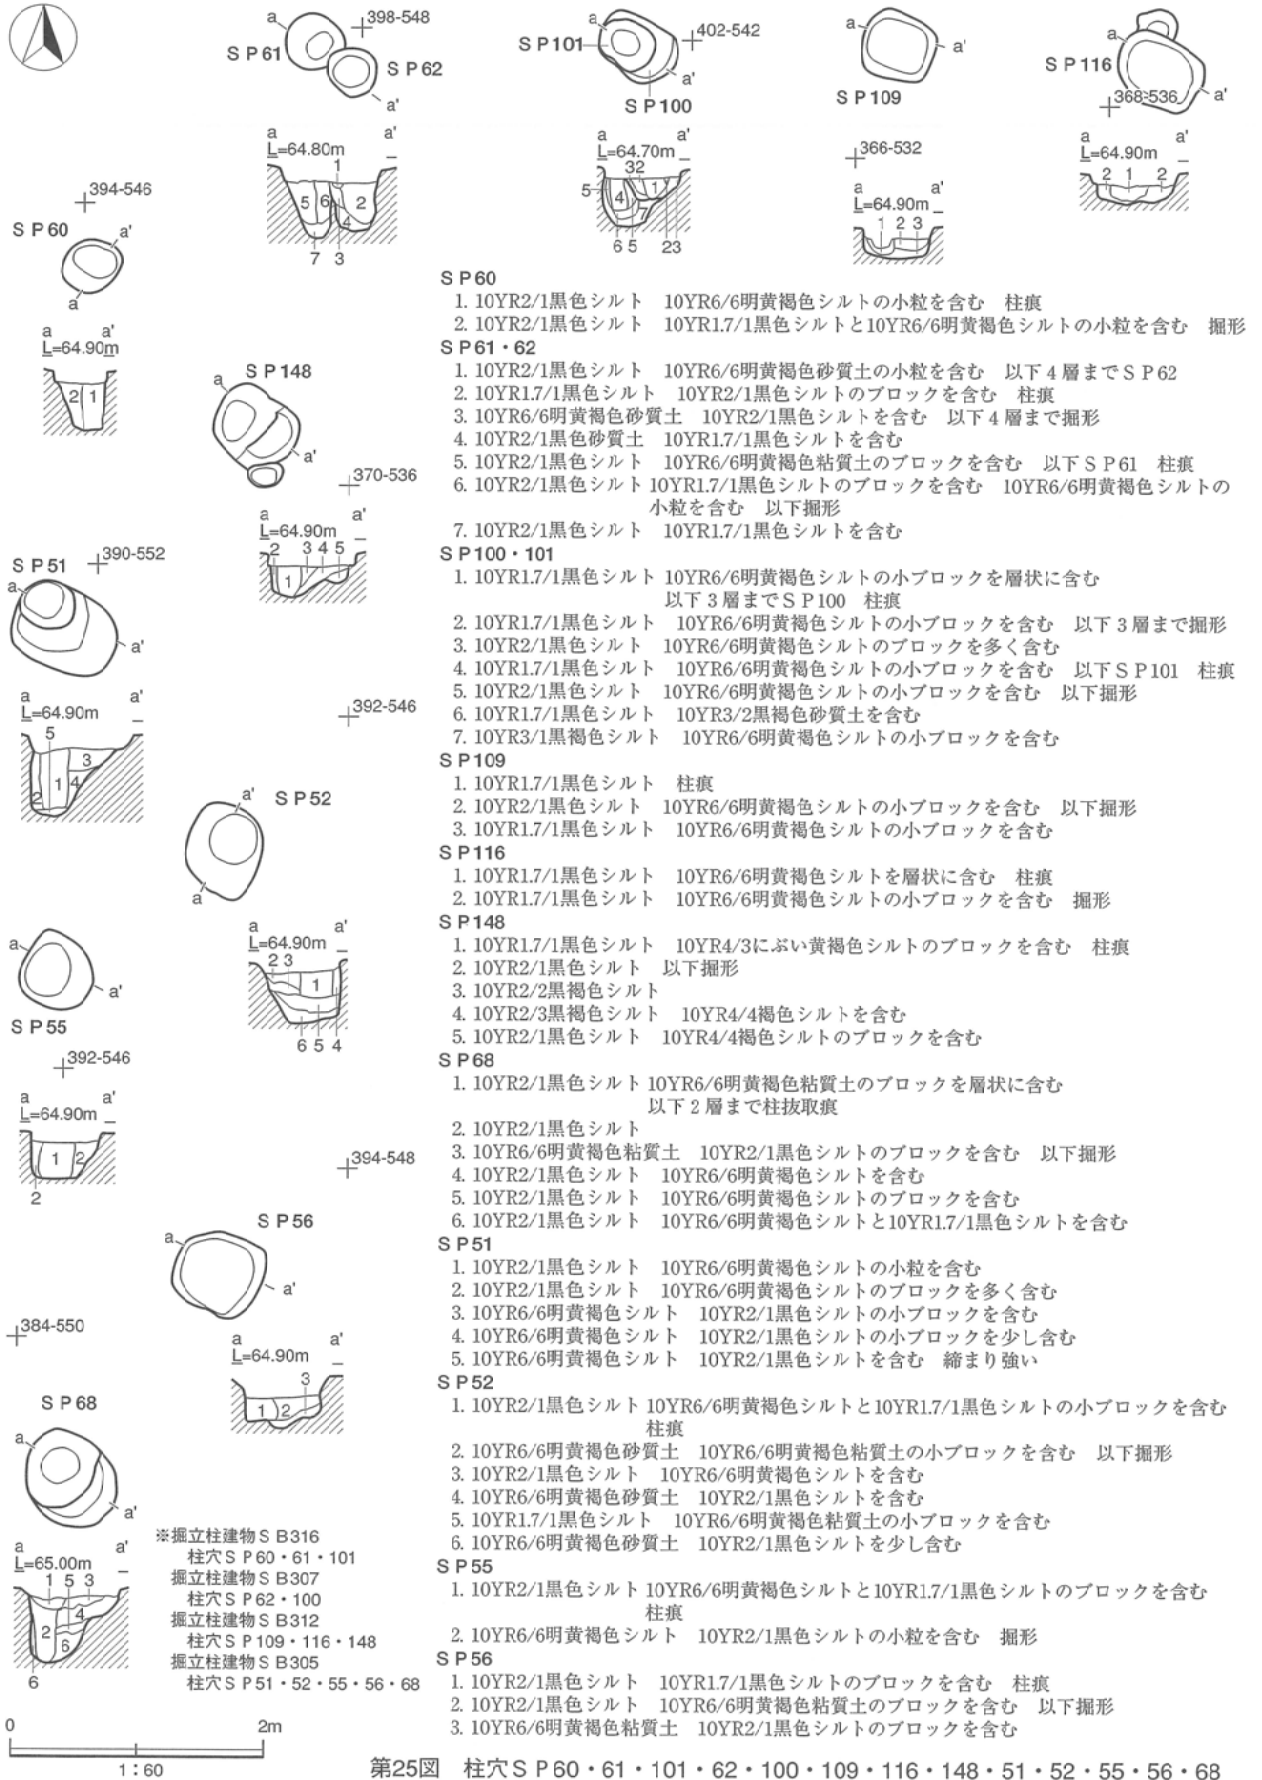 a
398-548
SP61
SP62
a'
a
a'
L=64.80m
1
5
6
2
4
7
3
a
402-542
SP101
a'
SP100
a
a'
L=64.70m
3 2
5
4
1
7
6 5
2 3
a
a'
SP109
366-532
a
a'
L=64.90m
1 2 3
a
SP116
368-536
a'
a
a'
L=64.90m
2 1 2
394-546
SP60
a'
a
a
a'
L=64.90m
2 1
SP148
a
a'
370-536
a
a'
L=64.90m
2 3 4 5
1
SP51
390-552
a
a'
a
a'
L=64.90m
5
3
1 4
2
392-546
a'
SP52
a
a
a'
L=64.90m
2 3
1
6 5 4
a
a'
SP55
392-546
a
a'
L=64.90m
1 2
2
394-548
SP56
a
a'
a
a'
L=64.90m
3
1 2
384-550
SP68
a
a'
a
a'
L=65.00m
1 5 3
4
2
6
6
※掘立柱建物SB316
柱穴SP60・61・101
掘立柱建物SB307
柱穴SP62・100
掘立柱建物SB312
柱穴SP109・116・148
掘立柱建物SB305
柱穴SP51・52・55・56・68
0
2m
1：60
SP60
1. 10YR2/1黒色シルト　10YR6/6明黄褐色シルトの小粒を含む　柱痕
2. 10YR2/1黒色シルト　10YR1.7/1黒色シルトと10YR6/6明黄褐色シルトの小粒を含む　掘形
SP61・62
1. 10YR2/1黒色シルト　10YR6/6明黄褐色砂質土の小粒を含む　以下4層までSP62
2. 10YR1.7/1黒色シルト　10YR2/1黒色シルトのブロックを含む　柱痕
3. 10YR6/6明黄褐色砂質土　10YR2/1黒色シルトを含む　以下4層まで掘形
4. 10YR2/1黒色砂質土　10YR1.7/1黒色シルトを含む
5. 10YR2/1黒色シルト　10YR6/6明黄褐色粘質土のブロックを含む　以下SP61　柱痕
6. 10YR2/1黒色シルト 10YR1.7/1黒色シルトのブロックを含む　10YR6/6明黄褐色シルトの
小粒を含む　以下掘形
7. 10YR2/1黒色シルト　10YR1.7/1黒色シルトを含む
SP100・101
1. 10YR1.7/1黒色シルト 10YR6/6明黄褐色シルトの小ブロックを層状に含む
以下3層までSP100　柱痕
2. 10YR1.7/1黒色シルト　10YR6/6明黄褐色シルトの小ブロックを含む　以下3層まで掘形
3. 10YR2/1黒色シルト　10YR6/6明黄褐色シルトのブロックを多く含む
4. 10YR1.7/1黒色シルト　10YR6/6明黄褐色シルトの小ブロックを含む　以下SP101　柱痕
5. 10YR2/1黒色シルト　10YR6/6明黄褐色シルトの小ブロックを含む　以下掘形
6. 10YR1.7/1黒色シルト　10YR3/2黒褐色砂質土を含む
7. 10YR3/1黒褐色シルト　10YR6/6明黄褐色シルトの小ブロックを含む
SP109
1. 10YR1.7/1黒色シルト　柱痕
2. 10YR2/1黒色シルト　10YR6/6明黄褐色シルトの小ブロックを含む　以下掘形
3. 10YR1.7/1黒色シルト　10YR6/6明黄褐色シルトの小ブロックを含む
SP116
1. 10YR1.7/1黒色シルト　10YR6/6明黄褐色シルトを層状に含む　柱痕
2. 10YR1.7/1黒色シルト　10YR6/6明黄褐色シルトの小ブロックを含む　掘形
SP148
1. 10YR1.7/1黒色シルト　10YR4/3にぶい黄褐色シルトのブロックを含む　柱痕
2. 10YR2/1黒色シルト　以下掘形
3. 10YR2/2黒褐色シルト
4. 10YR2/3黒褐色シルト　10YR4/4褐色シルトを含む
5. 10YR2/1黒色シルト　10YR4/4褐色シルトのブロックを含む
SP68
1. 10YR2/1黒色シルト 10YR6/6明黄褐色粘質土のブロックを層状に含む
以下2層まで柱抜取痕
2. 10YR2/1黒色シルト
3. 10YR6/6明黄褐色粘質土　10YR2/1黒色シルトのブロックを含む　以下掘形
4. 10YR2/1黒色シルト　10YR6/6明黄褐色シルトを含む
5. 10YR2/1黒色シルト　10YR6/6明黄褐色シルトのブロックを含む
6. 10YR2/1黒色シルト　10YR6/6明黄褐色シルトと10YR1.7/1黒色シルトを含む
SP51
1. 10YR2/1黒色シルト　10YR6/6明黄褐色シルトの小粒を含む
2. 10YR2/1黒色シルト　10YR6/6明黄褐色シルトのブロックを多く含む
3. 10YR6/6明黄褐色シルト　10YR2/1黒色シルトの小ブロックを含む
4. 10YR6/6明黄褐色シルト　10YR2/1黒色シルトの小ブロックを少し含む
5. 10YR6/6明黄褐色シルト　10YR2/1黒色シルトを含む　締まり強い
SP52
1. 10YR2/1黒色シルト 10YR6/6明黄褐色シルトと10YR1.7/1黒色シルトの小ブロックを含む
柱痕
2. 10YR6/6明黄褐色砂質土　10YR6/6明黄褐色粘質土の小ブロックを含む　以下掘形
3. 10YR2/1黒色シルト　10YR6/6明黄褐色シルトを含む
4. 10YR6/6明黄褐色砂質土　10YR2/1黒色シルトを含む
5. 10YR1.7/1黒色シルト　10YR6/6明黄褐色粘質土の小ブロックを含む
6. 10YR6/6明黄褐色砂質土　10YR2/1黒色シルトを少し含む
SP55
1. 10YR2/1黒色シルト 10YR6/6明黄褐色シルトと10YR1.7/1黒色シルトのブロックを含む
柱痕
2. 10YR6/6明黄褐色シルト　10YR2/1黒色シルトの小粒を含む　掘形
SP56
1. 10YR2/1黒色シルト　10YR1.7/1黒色シルトのブロックを含む　柱痕
2. 10YR2/1黒色シルト　10YR6/6明黄褐色粘質土のブロックを含む　以下掘形
3. 10YR6/6明黄褐色粘質土　10YR2/1黒色シルトのブロックを含む
第25図　柱穴SP60・61・101・62・100・109・116・148・51・52・55・56・68